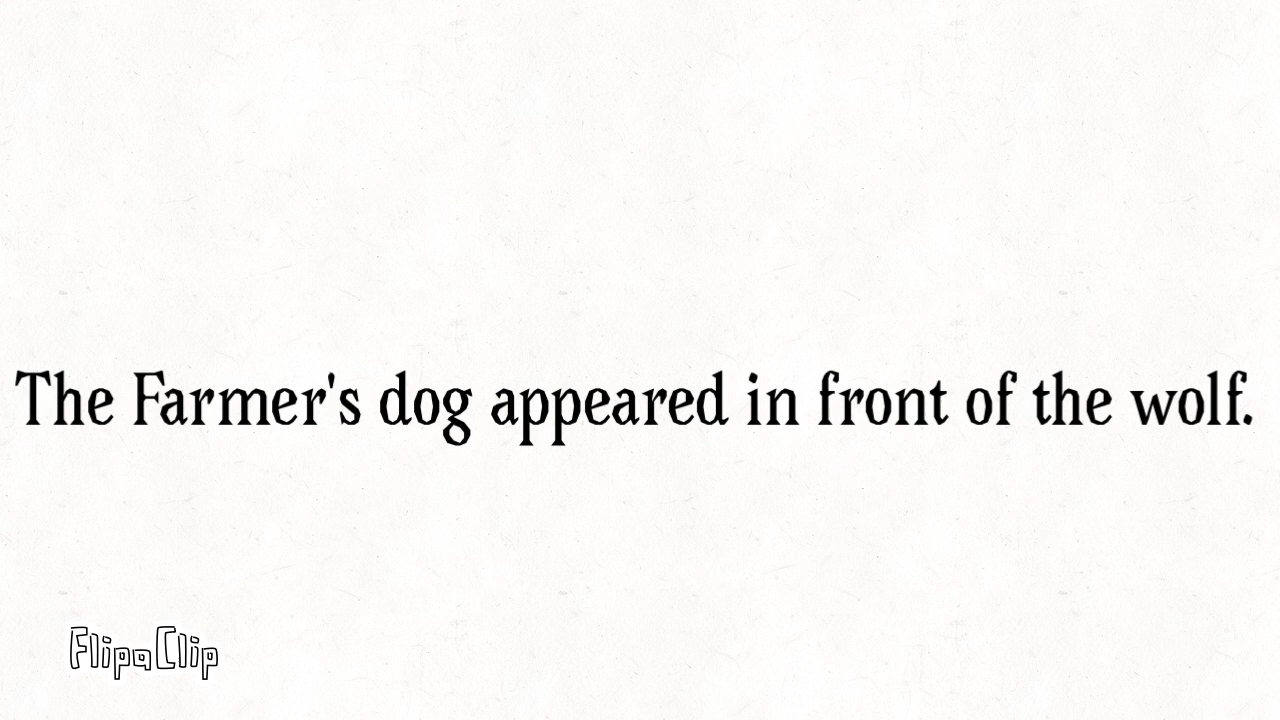 The Farmer's dog appeared in front of the wolf.
FlipaClip